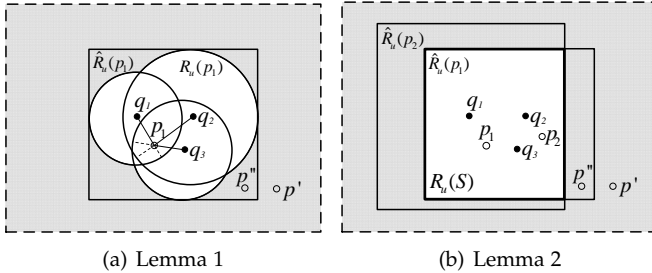 R̂ᵤ(p₁) Rᵤ(p₁)
q₁ q₂
p₁
q₃
p" p'
(a) Lemma 1
R̂ᵤ(p₂)
R̂ᵤ(p₁)
q₁ q₂
p₁ p₂
q₃
Rᵤ(S) p" p'
(b) Lemma 2